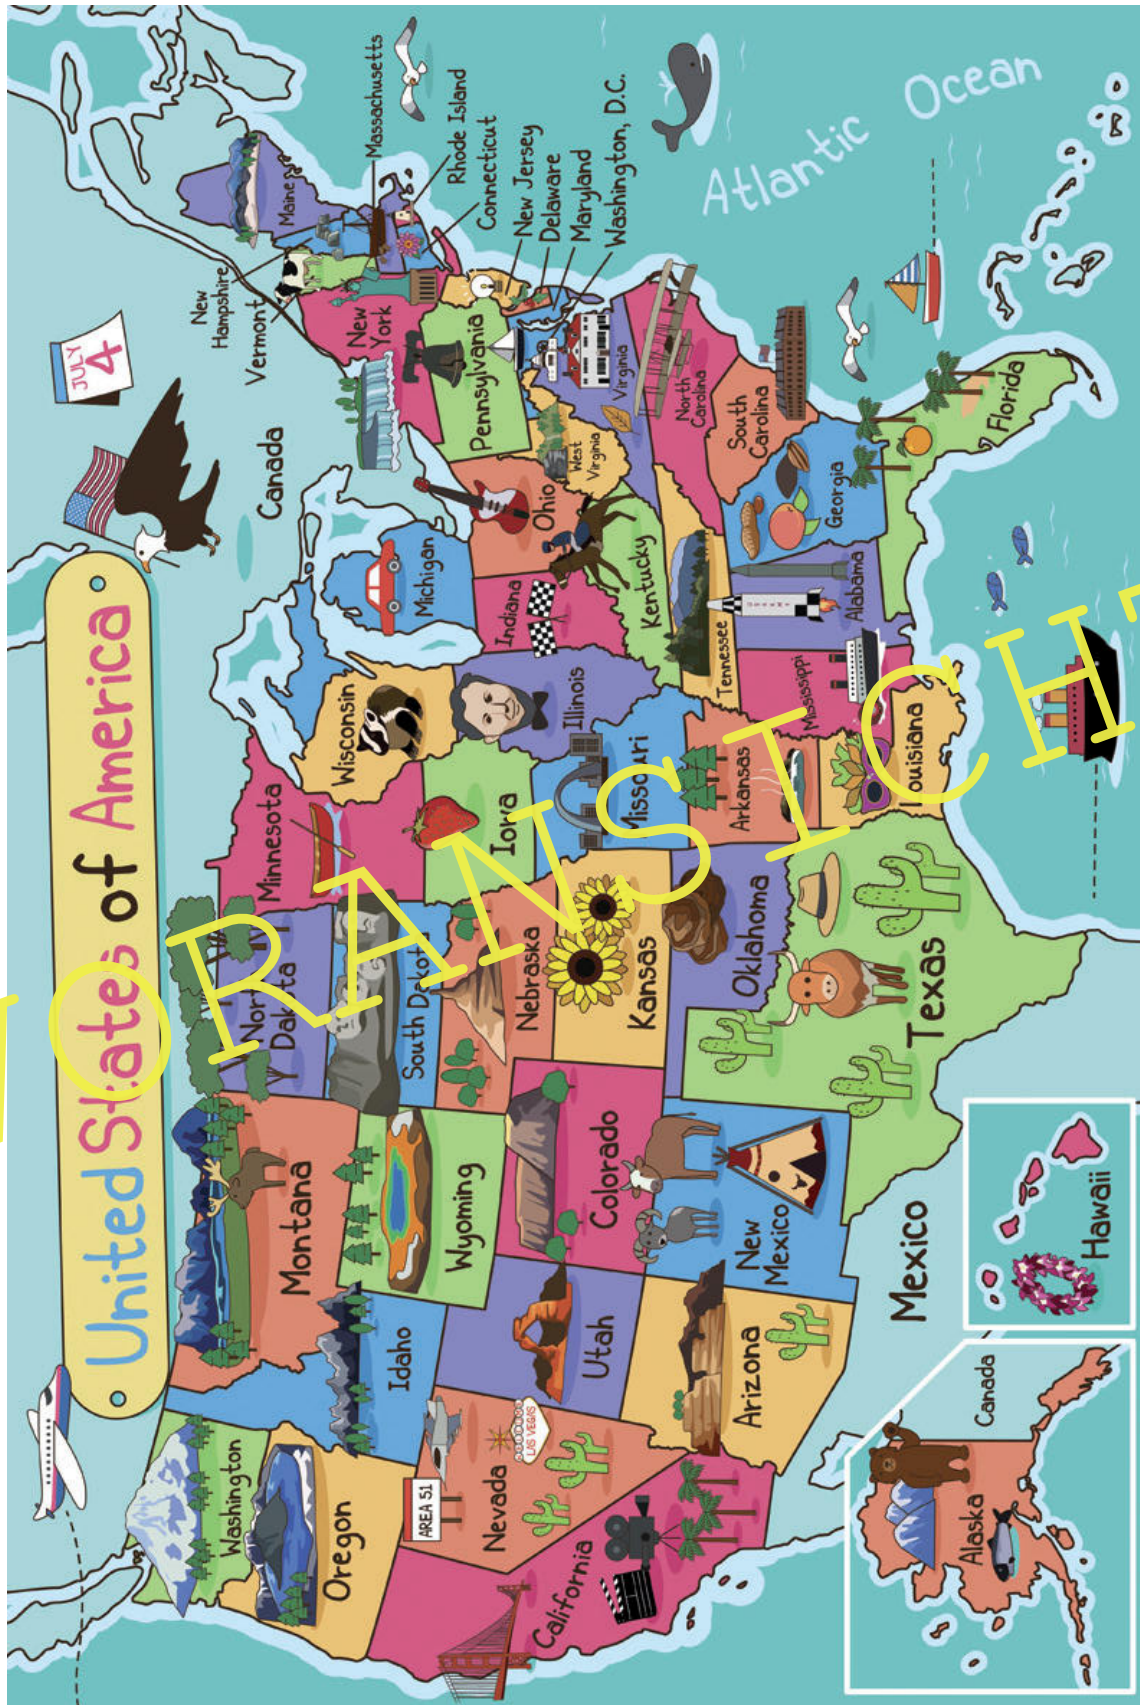 United States of America
JULY
4
Canada
Washington
Oregon
California
AREA 51
Nevada
LAS VEGAS
Idaho
Montana
Wyoming
Utah
Arizona
Colorado
New
Mexico
North
Dakota
South Dakota
Nebraska
Kansas
Oklahoma
Texas
Minnesota
Iowa
Missouri
Arkansas
Louisiana
Wisconsin
Illinois
Michigan
Indiana
Ohio
Kentucky
Tennessee
Mississippi
Alabama
Georgia
Florida
South
Carolina
North
Carolina
Virginia
West
Virginia
Pennsylvania
New
York
Vermont
New
Hampshire
Maine
Massachusetts
Rhode Island
Connecticut
New Jersey
Delaware
Maryland
Washington, D.C.
Atlantic Ocean
Mexico
Alaska
Canada
Hawaii
VORANSICHT